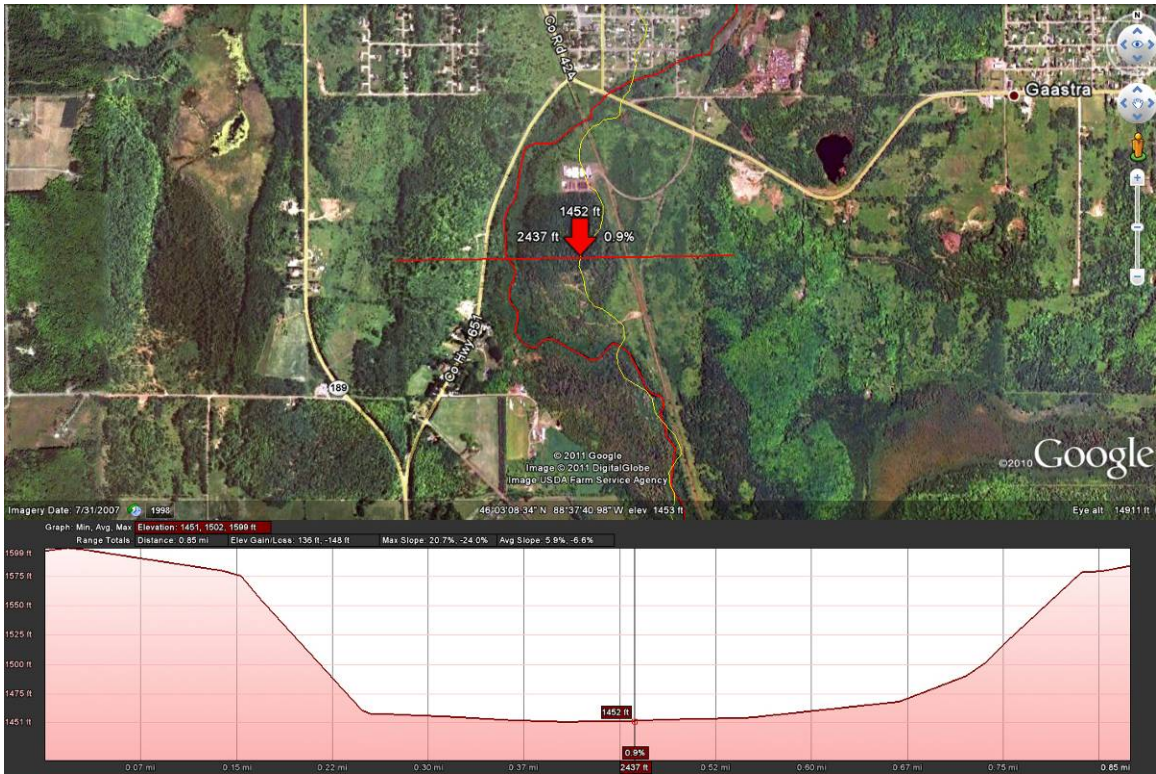 Co Rd 424
N
Gaastra
1452 ft
2437 ft 0.9%
Co Hwy 651
189
© 2011 Google
Image © 2011 DigitalGlobe
Image USDA Farm Service Agency
©2010 Google
Imagery Date: 7/31/2007 1998 46°03'08.34" N 88°37'40.98" W elev 1453 ft Eye alt 14911 ft
Graph: Min, Avg, Max Elevation: 1451, 1502, 1599 ft
Range Totals: Distance: 0.85 mi Elev Gain/Loss: 136 ft, -148 ft Max Slope: 20.7%, -24.0% Avg Slope: 5.9%, -6.6%
1599 ft
1575 ft
1550 ft
1525 ft
1500 ft
1475 ft
1451 ft
1452 ft
0.9%
0.07 mi 0.15 mi 0.22 mi 0.30 mi 0.37 mi 2437 ft 0.52 mi 0.60 mi 0.67 mi 0.75 mi 0.85 mi